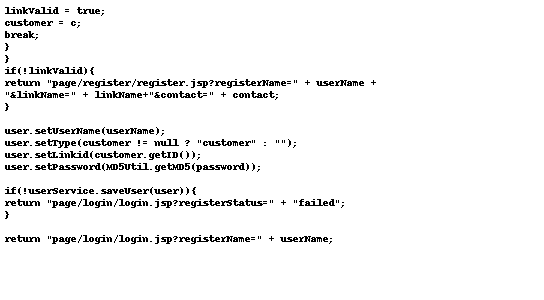 linkValid = true;
customer = c;
break;
}
}
if(!linkValid){
return "page/register/register.jsp?registerName=" + userName +
"&linkName=" + linkName+"&contact=" + contact;
}
user.setUserName(userName);
user.setType(customer != null ? "customer" : "");
user.setLinkid(customer.getID());
user.setPassword(MD5Util.getMD5(password));
if(!userService.saveUser(user)){
return "page/login/login.jsp?registerStatus=" + "failed";
}
return "page/login/login.jsp?registerName=" + userName;